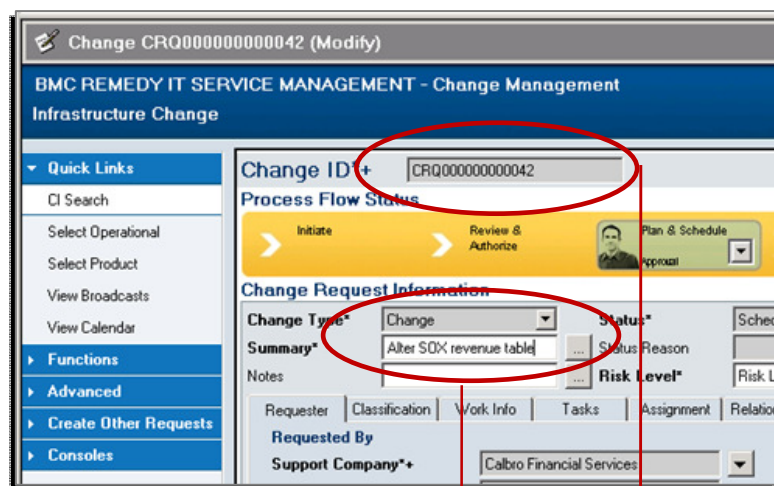 Change CRQ000000000042 (Modify)
BMC REMEDY IT SERVICE MANAGEMENT - Change Management
Infrastructure Change
Quick Links
CI Search
Select Operational
Select Product
View Broadcasts
View Calendar
Functions
Advanced
Create Other Requests
Consoles
Change ID*+ CRQ000000000042
Process Flow Status
Initiate
Review & Authorize
Plan & Schedule
Approval
Change Request Information
Change Type* Change Status* Sched
Summary* Alter SOX revenue table ... Status Reason
Notes ... Risk Level* Risk L
Requester Classification Work Info Tasks Assignment Relatio
Requested By
Support Company*+ Calbro Financial Services